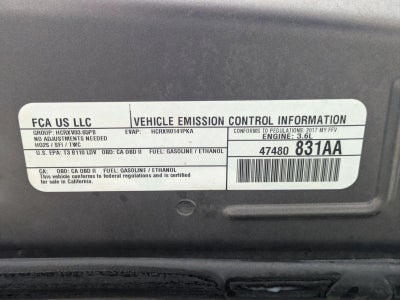 FCA US LLC
VEHICLE EMISSION CONTROL INFORMATION
GROUP: HCRXV03.6DP0 EVAP: HCRXR0141PKA
CONFORMS TO REGULATIONS: 2017 MY FFV
NO ADJUSTMENTS NEEDED
ENGINE: 3.6L
HO2S / SFI / TWC
U.S. EPA: T3 B110 LDV OBD: CA OBD II FUEL: GASOLINE / ETHANOL
47480 831AA
CA: OBD: CA OBD II FUEL: GASOLINE / ETHANOL
This vehicle conforms to federal regulations and is certified
for sale in California.